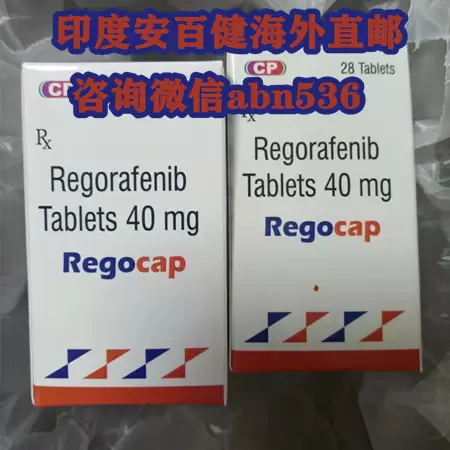 印度安百健海外直邮
咨询微信abn536
CP
28 Tablets
Rx
Regorafenib
Tablets 40 mg
Regocap
Regorafenib
Tablets 40 mg
Regocap